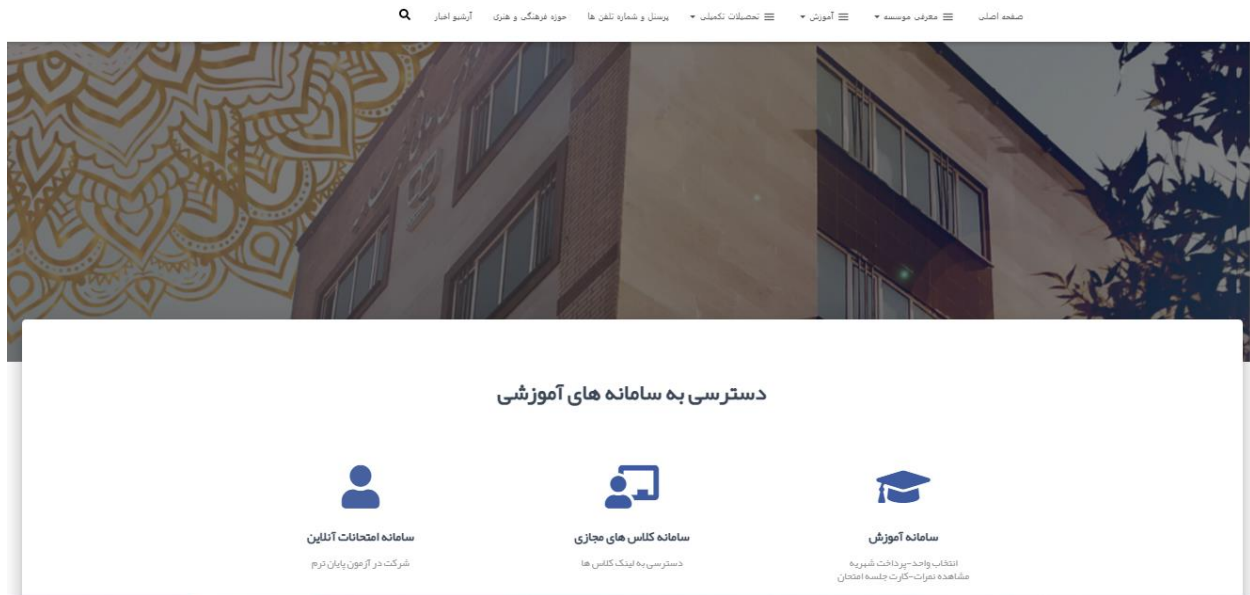 صفحه اصلی معرفی موسسه آموزش تحصیلات تکمیلی پرسنل و شماره تلفن ها حوزه فرهنگی و هنری آرشیو اخبار
دسترسی به سامانه های آموزشی
سامانه آموزش
انتخاب واحد-پرداخت شهریه
مشاهده نمرات-کارت جلسه امتحان
سامانه کلاس های مجازی
دسترسی به لینک کلاس ها
سامانه امتحانات آنلاین
شرکت در آزمون پایان ترم